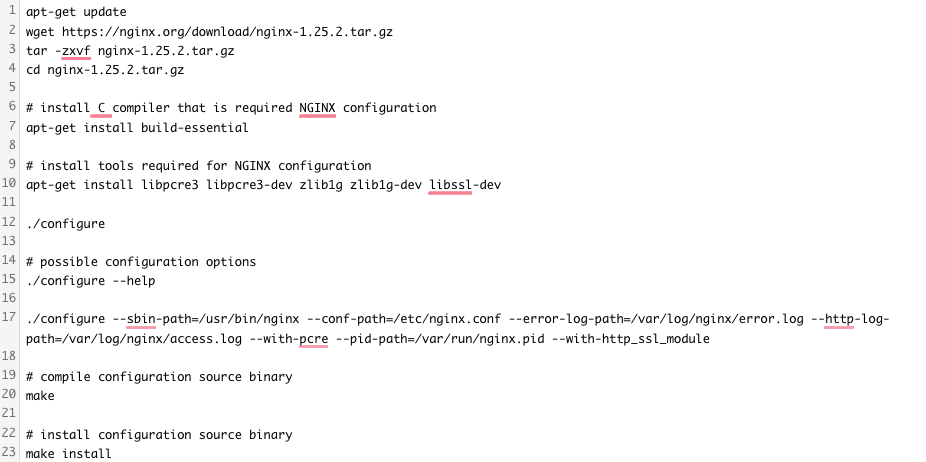 1 apt-get update
2 wget https://nginx.org/download/nginx-1.25.2.tar.gz
3 tar -zxvf nginx-1.25.2.tar.gz
4 cd nginx-1.25.2.tar.gz
5
6 # install C compiler that is required NGINX configuration
7 apt-get install build-essential
8
9 # install tools required for NGINX configuration
10 apt-get install libpcre3 libpcre3-dev zlib1g zlib1g-dev libssl-dev
11
12 ./configure
13
14 # possible configuration options
15 ./configure --help
16
17 ./configure --sbin-path=/usr/bin/nginx --conf-path=/etc/nginx.conf --error-log-path=/var/log/nginx/error.log --http-log-
path=/var/log/nginx/access.log --with-pcre --pid-path=/var/run/nginx.pid --with-http_ssl_module
18
19 # compile configuration source binary
20 make
21
22 # install configuration source binary
23 make install